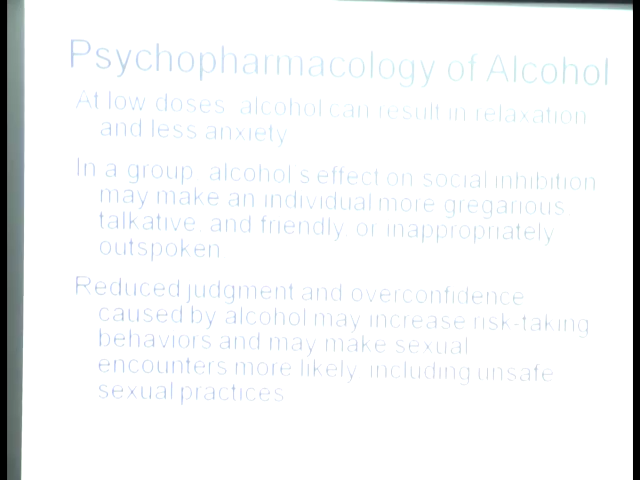 Psychopharmacology of Alcohol
At low doses alcohol can result in relaxation
and less anxiety
In a group alcohol s effect on social inhibition
may make an individual more gregarious
talkative, and friendly or inappropriately
outspoken
Reduced judgment and overconfidence
caused by alcohol may increase risk-taking
behaviors and may make sexual
encounters more likely including unsafe
sexual practices